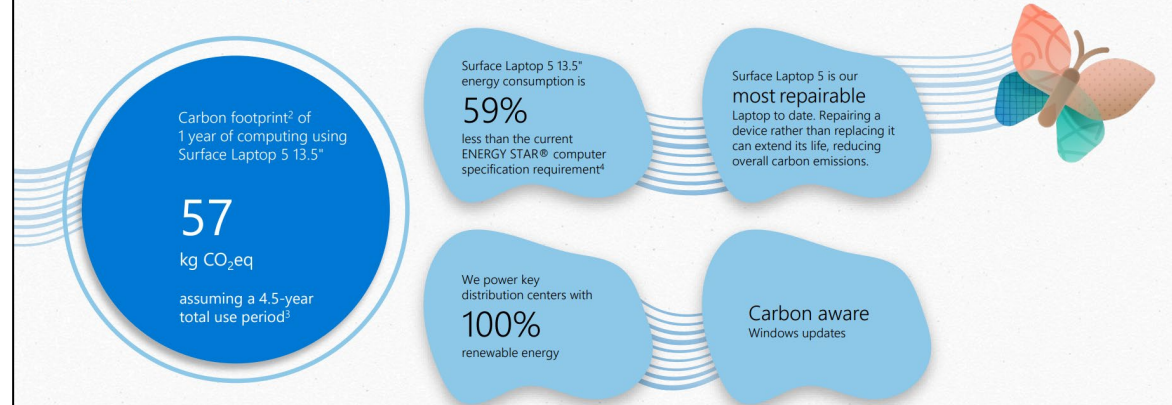 Carbon footprint² of
1 year of computing using
Surface Laptop 5 13.5"
57
kg CO₂eq
assuming a 4.5-year
total use period³
Surface Laptop 5 13.5"
energy consumption is
59%
less than the current
ENERGY STAR® computer
specification requirement⁴
Surface Laptop 5 is our
most repairable
Laptop to date. Repairing a
device rather than replacing it
can extend its life, reducing
overall carbon emissions.
We power key
distribution centers with
100%
renewable energy
Carbon aware
Windows updates